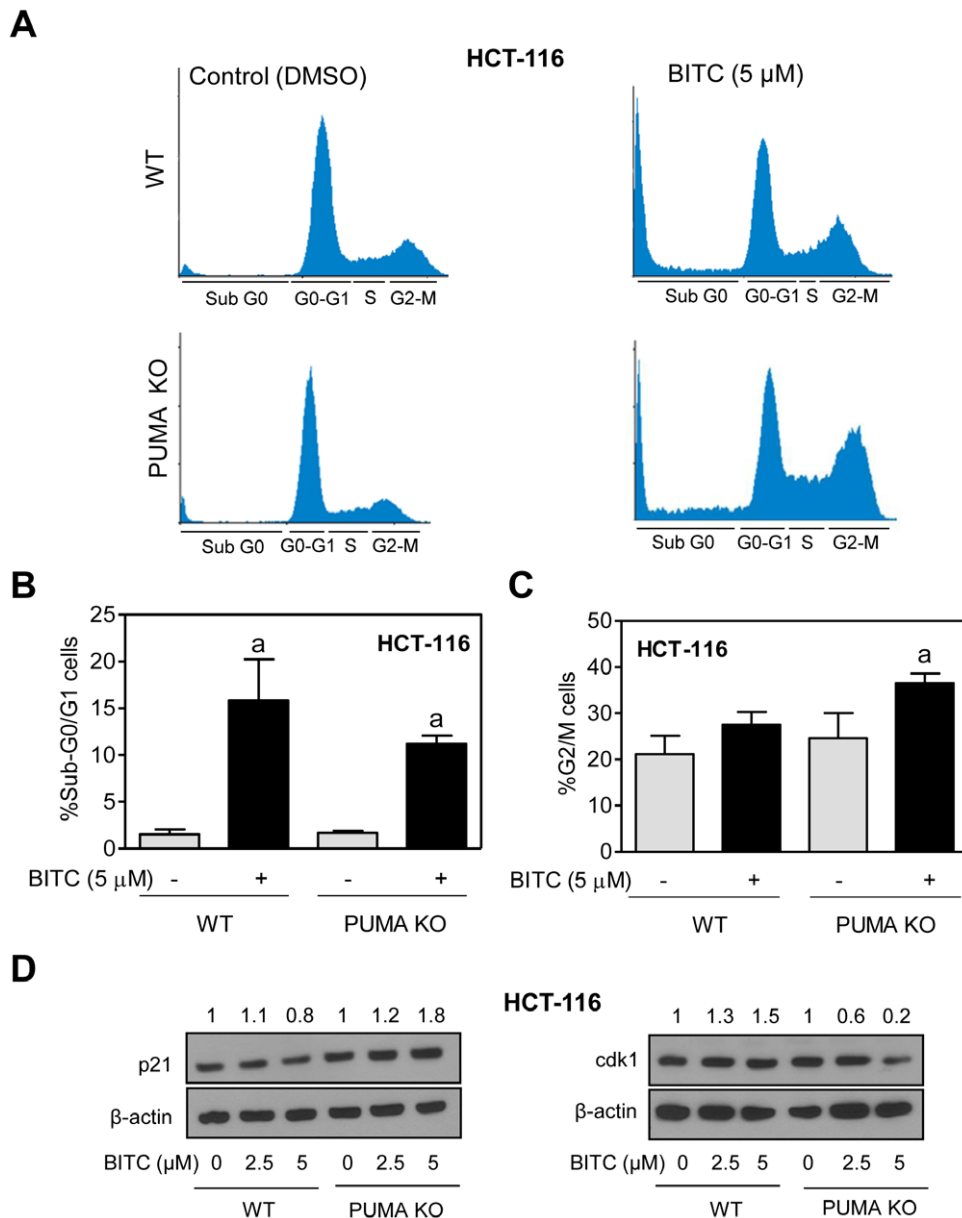 A
HCT-116
Control (DMSO)
BITC (5 µM)
WT
Sub G0 G0-G1 S G2-M
Sub G0 G0-G1 S G2-M
PUMA KO
Sub G0 G0-G1 S G2-M
Sub G0 G0-G1 S G2-M
B
25
20
15
10
5
0
%Sub-G0/G1 cells
HCT-116
a
a
BITC (5 µM) - + - +
WT PUMA KO
C
50
40
30
20
10
0
%G2/M cells
HCT-116
a
BITC (5 µM) - + - +
WT PUMA KO
D
HCT-116
1 1.1 0.8 1 1.2 1.8
p21
β-actin
BITC (µM) 0 2.5 5 0 2.5 5
WT PUMA KO
1 1.3 1.5 1 0.6 0.2
cdk1
β-actin
BITC (µM) 0 2.5 5 0 2.5 5
WT PUMA KO